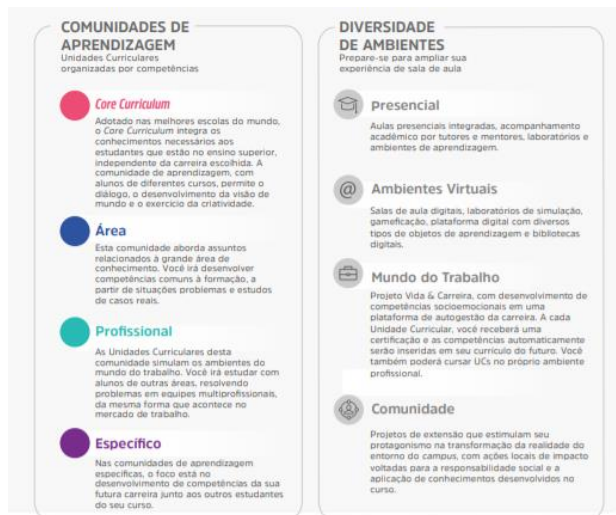 COMUNIDADES DE
APRENDIZAGEM
Unidades Curriculares
organizadas por competências
Core Curriculum
Adotado nas melhores escolas do mundo,
o Core Curriculum integra os
conhecimentos necessários aos
estudantes que estão no ensino superior,
independente da carreira escolhida. A
comunidade de aprendizagem, com
alunos de diferentes cursos, permite o
diálogo, o desenvolvimento da visão de
mundo e o exercício da criatividade.
Área
Esta comunidade aborda assuntos
relacionados à grande área de
conhecimento. Você irá desenvolver
competências comuns à formação, a
partir de situações problemas e estudos
de casos reais.
Profissional
As Unidades Curriculares desta
comunidade simulam os ambientes do
mundo do trabalho. Você irá estudar com
alunos de outras áreas, resolvendo
problemas em equipes multiprofissionais,
da mesma forma que acontece no
mercado de trabalho.
Específico
Nas comunidades de aprendizagem
específicas, o foco está no
desenvolvimento de competências da sua
futura carreira junto aos outros estudantes
do seu curso.
DIVERSIDADE
DE AMBIENTES
Prepare-se para ampliar sua
experiência de sala de aula
Presencial
Aulas presenciais integradas, acompanhamento
acadêmico por tutores e mentores, laboratórios e
ambientes de aprendizagem.
@
Ambientes Virtuais
Salas de aula digitais, laboratórios de simulação,
gameficação, plataforma digital com diversos
tipos de objetos de aprendizagem e bibliotecas
digitais.
Mundo do Trabalho
Projeto Vida & Carreira, com desenvolvimento de
competências socioemocionais em uma
plataforma de autogestão da carreira. A cada
Unidade Curricular, você receberá uma
certificação e as competências automaticamente
serão inseridas em seu currículo do futuro. Você
também poderá cursar UCs no próprio ambiente
profissional.
Comunidade
Projetos de extensão que estimulam seu
protagonismo na transformação da realidade do
entorno do campus, com ações locais de impacto
voltadas para a responsabilidade social e a
aplicação de conhecimentos desenvolvidos no
curso.